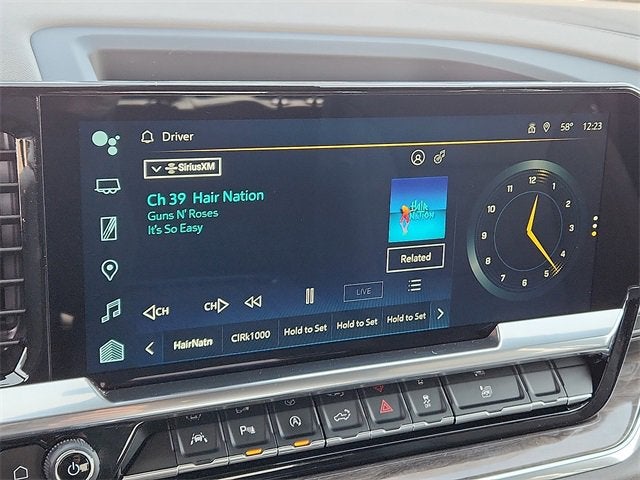 Driver
58° 12:23
SiriusXM
Ch 39 Hair Nation
Guns N' Roses
It's So Easy
Hair
NATION
Related
12 1 2 3 4 5 6 7 8 9 10 11
CH CH LIVE
HairNatn CIRk1000 Hold to Set Hold to Set Hold to Set
P
A